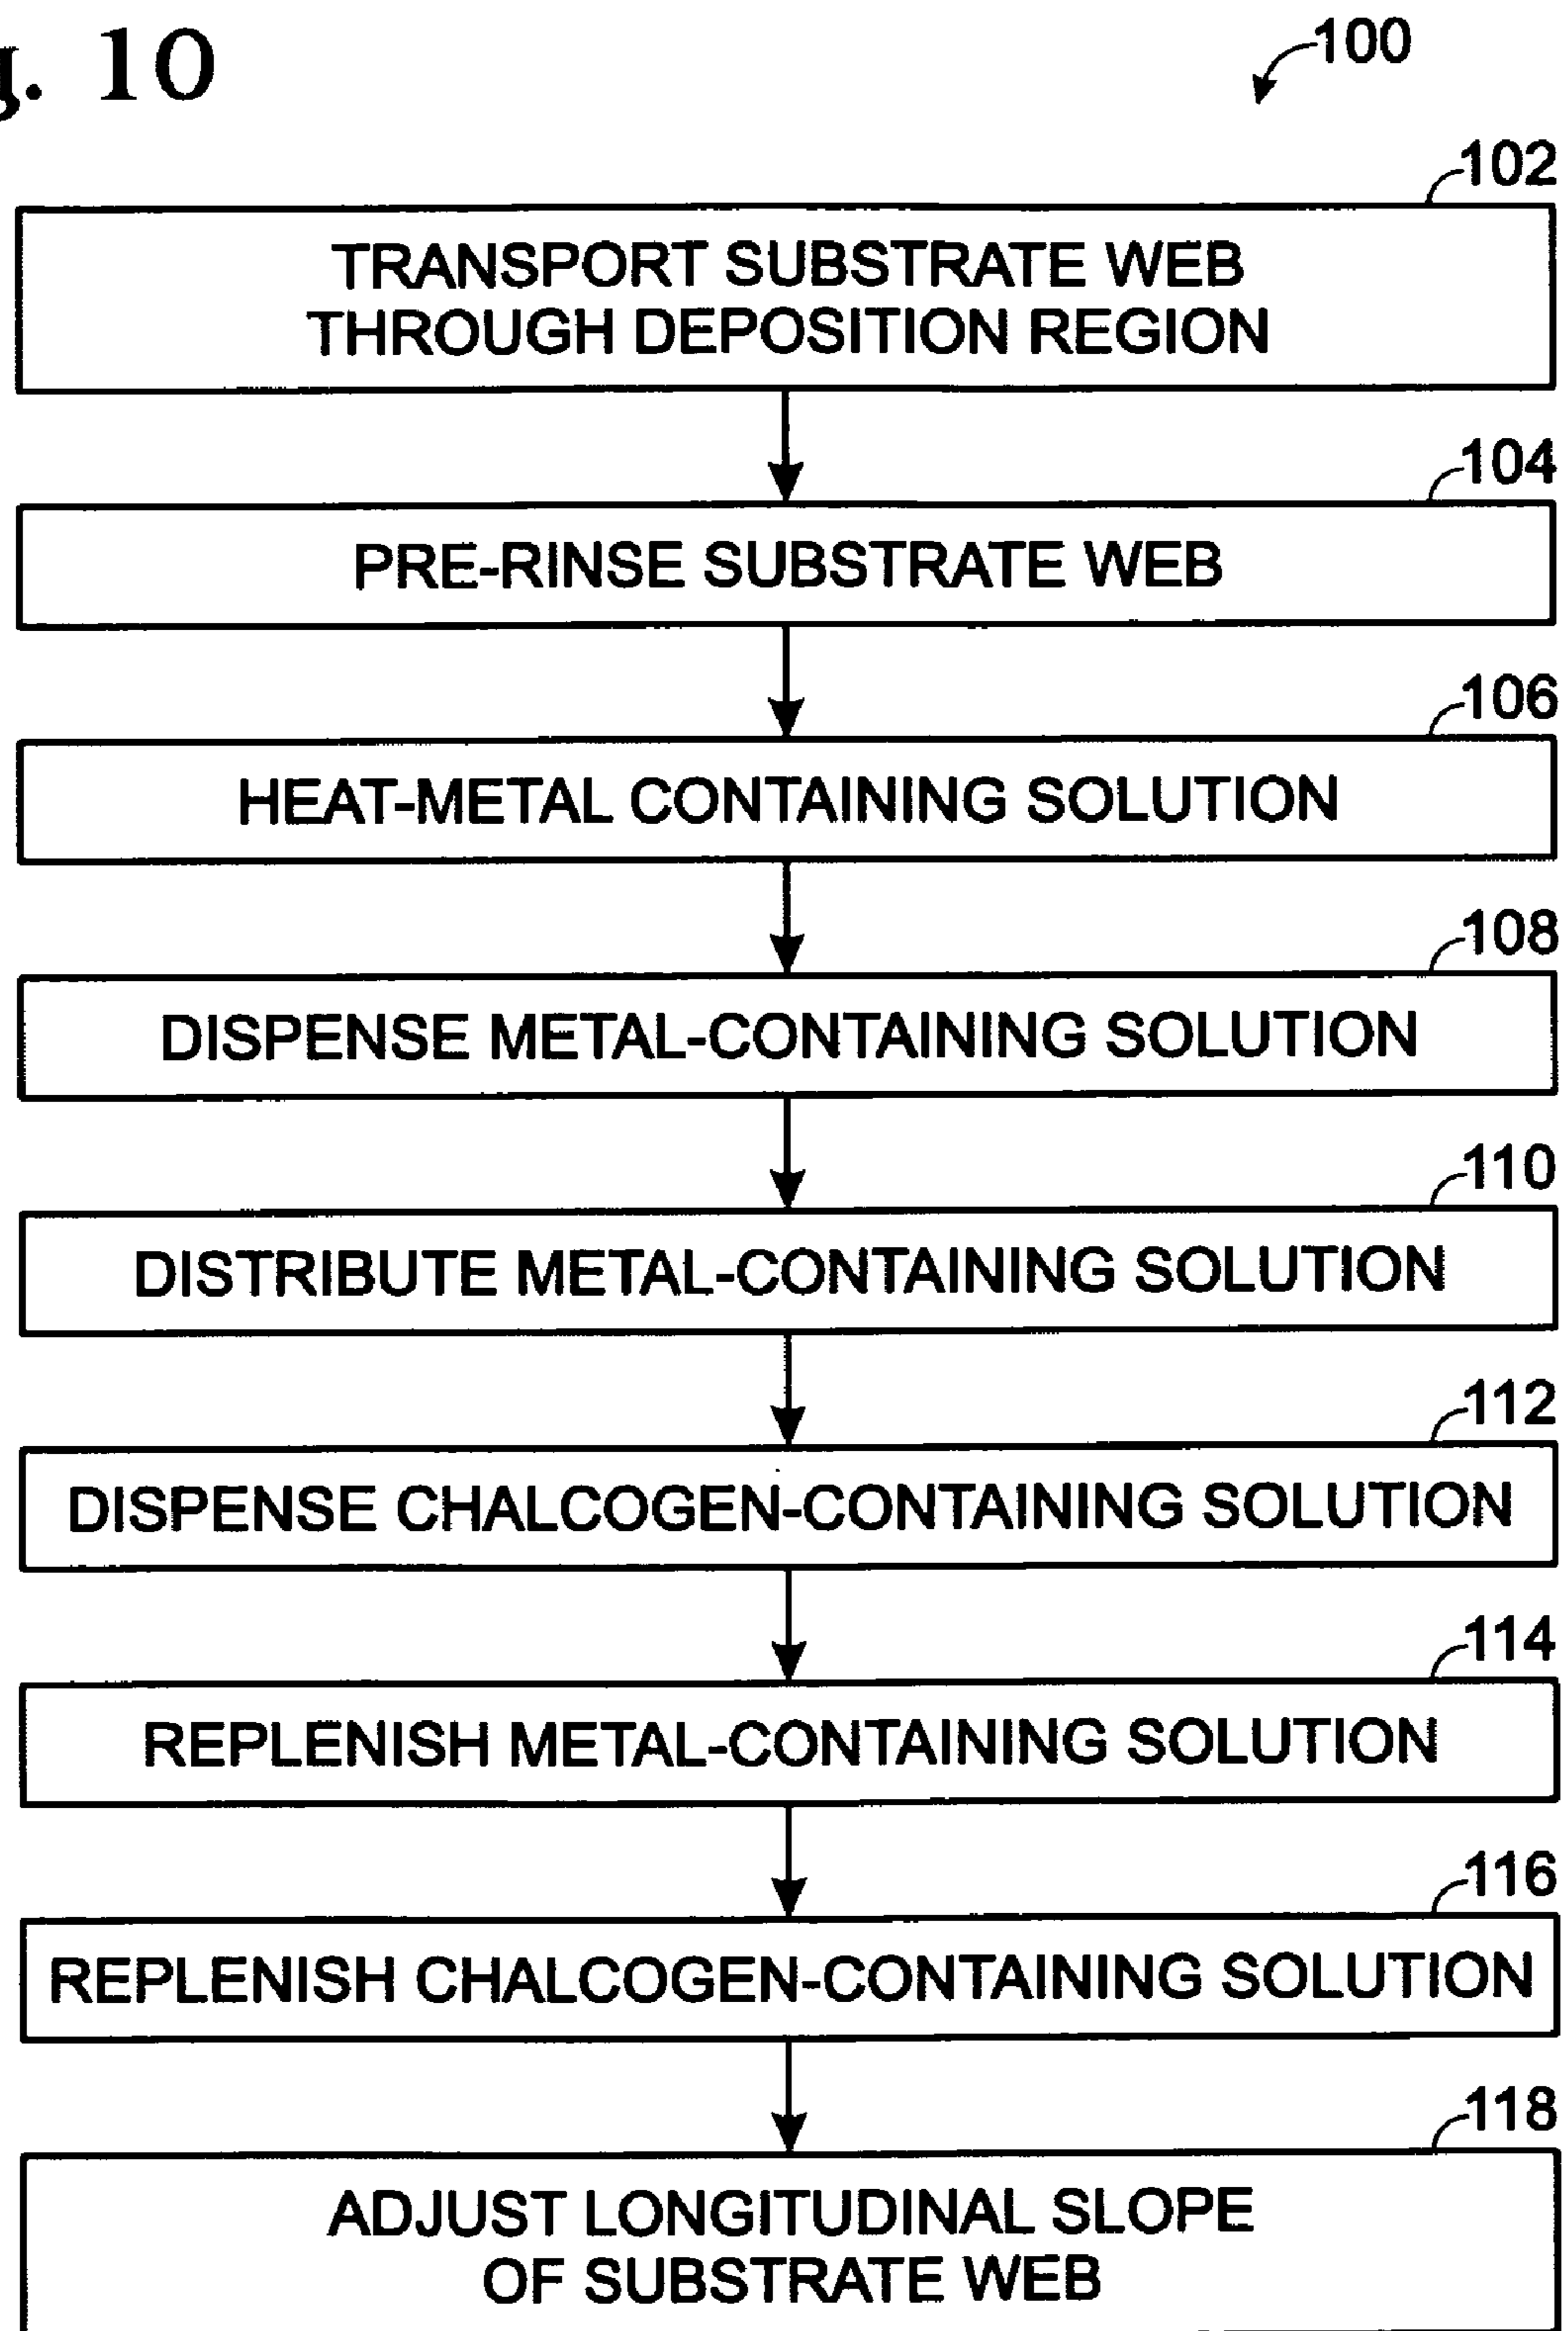 g. 10
100
102
TRANSPORT SUBSTRATE WEB
THROUGH DEPOSITION REGION
104
PRE-RINSE SUBSTRATE WEB
106
HEAT-METAL CONTAINING SOLUTION
108
DISPENSE METAL-CONTAINING SOLUTION
110
DISTRIBUTE METAL-CONTAINING SOLUTION
112
DISPENSE CHALCOGEN-CONTAINING SOLUTION
114
REPLENISH METAL-CONTAINING SOLUTION
116
REPLENISH CHALCOGEN-CONTAINING SOLUTION
118
ADJUST LONGITUDINAL SLOPE
OF SUBSTRATE WEB